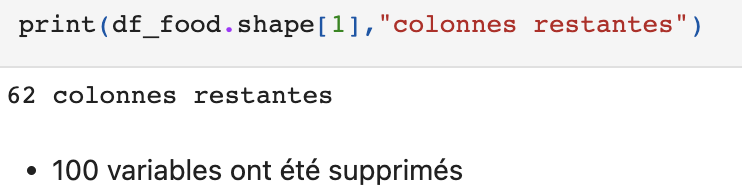 print(df_food.shape[1],"colonnes restantes")
62 colonnes restantes
• 100 variables ont été supprimés